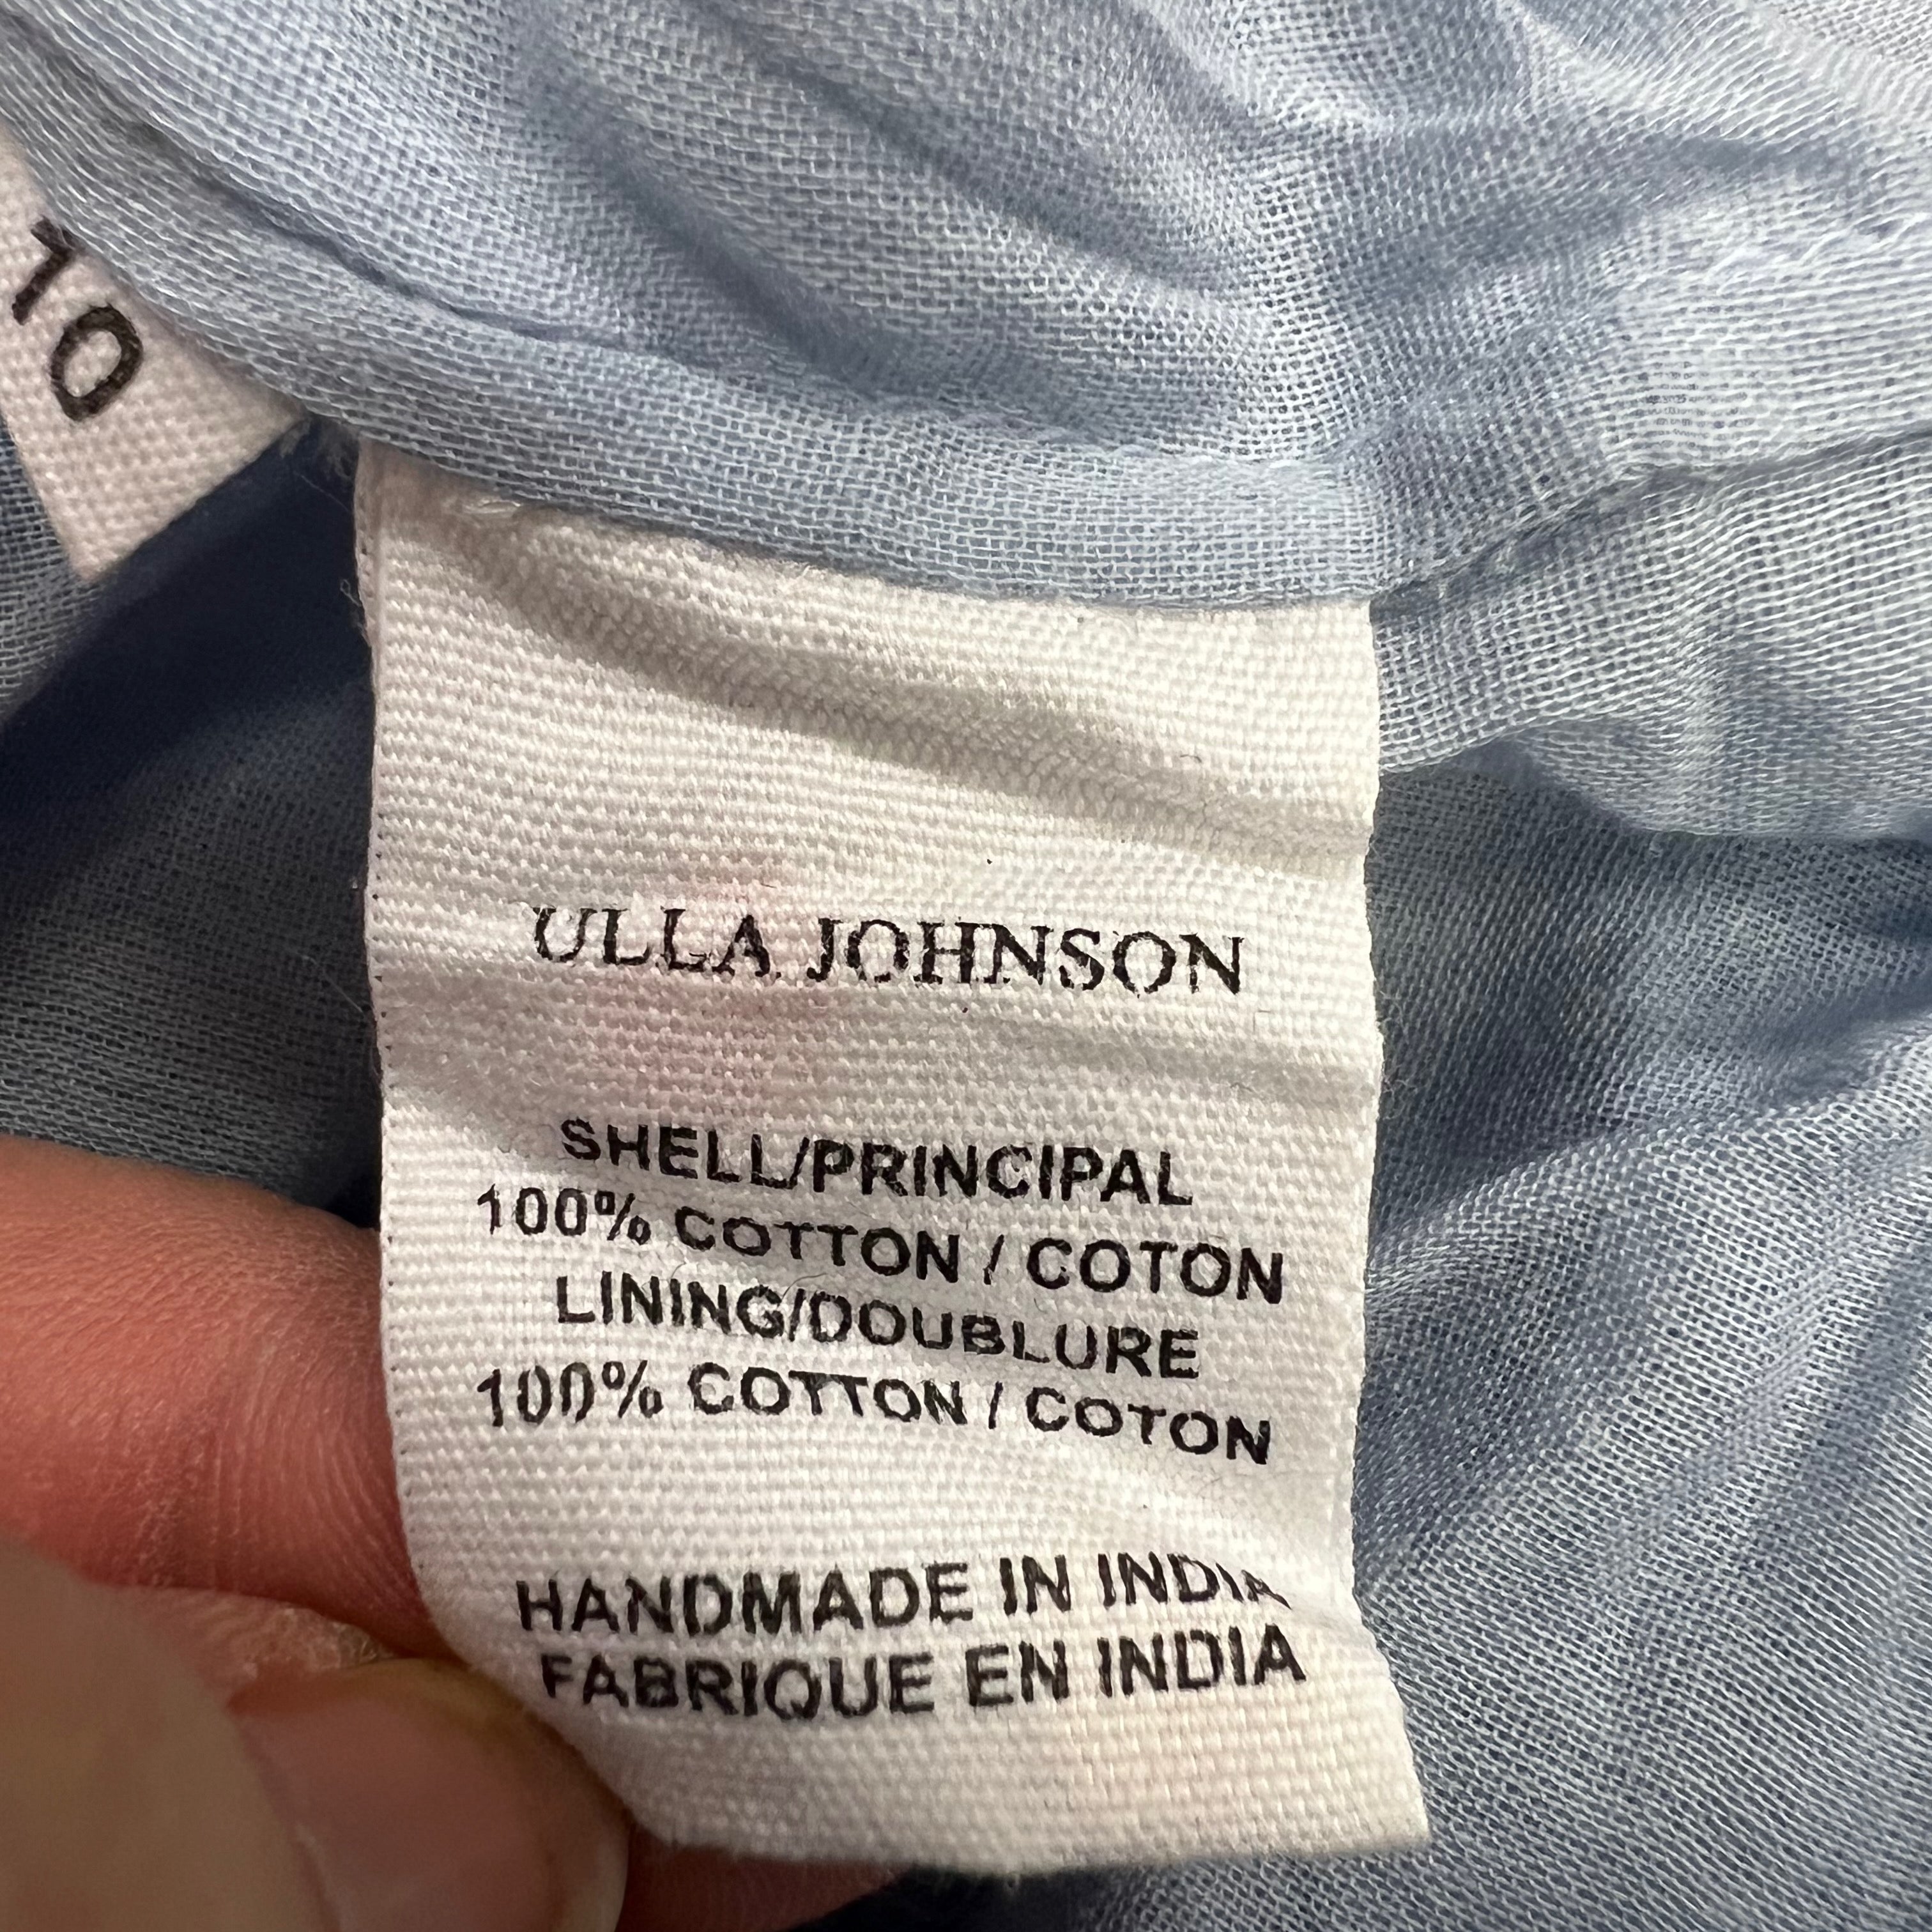 10
ULLA JOHNSON
SHELL/PRINCIPAL
100% COTTON / COTON
LINING/DOUBLURE
100% COTTON / COTON
HANDMADE IN INDIA
FABRIQUE EN INDIA